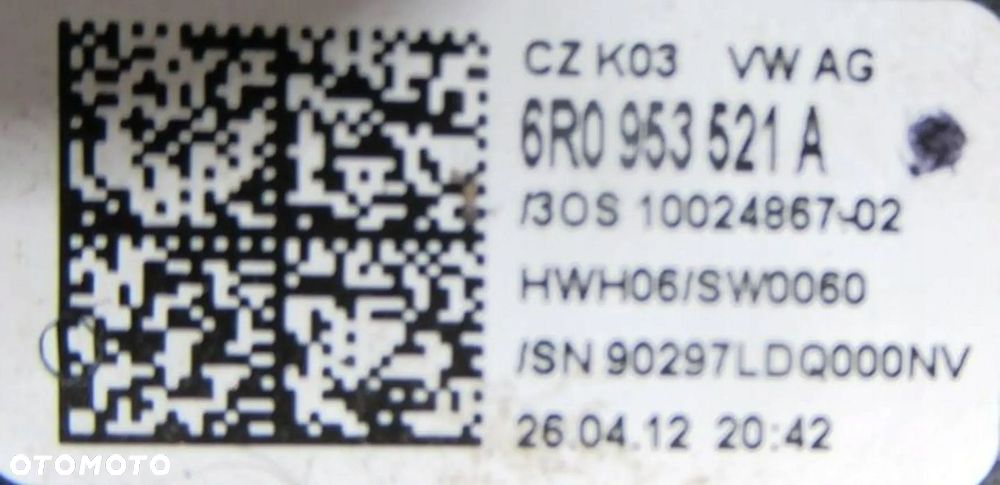 CZ K03 VW AG
6R0 953 521 A
/3OS 10024867-02
HWH06/SW0060
/SN 90297LDQ000NV
26.04.12 20:42
OTOMOTO